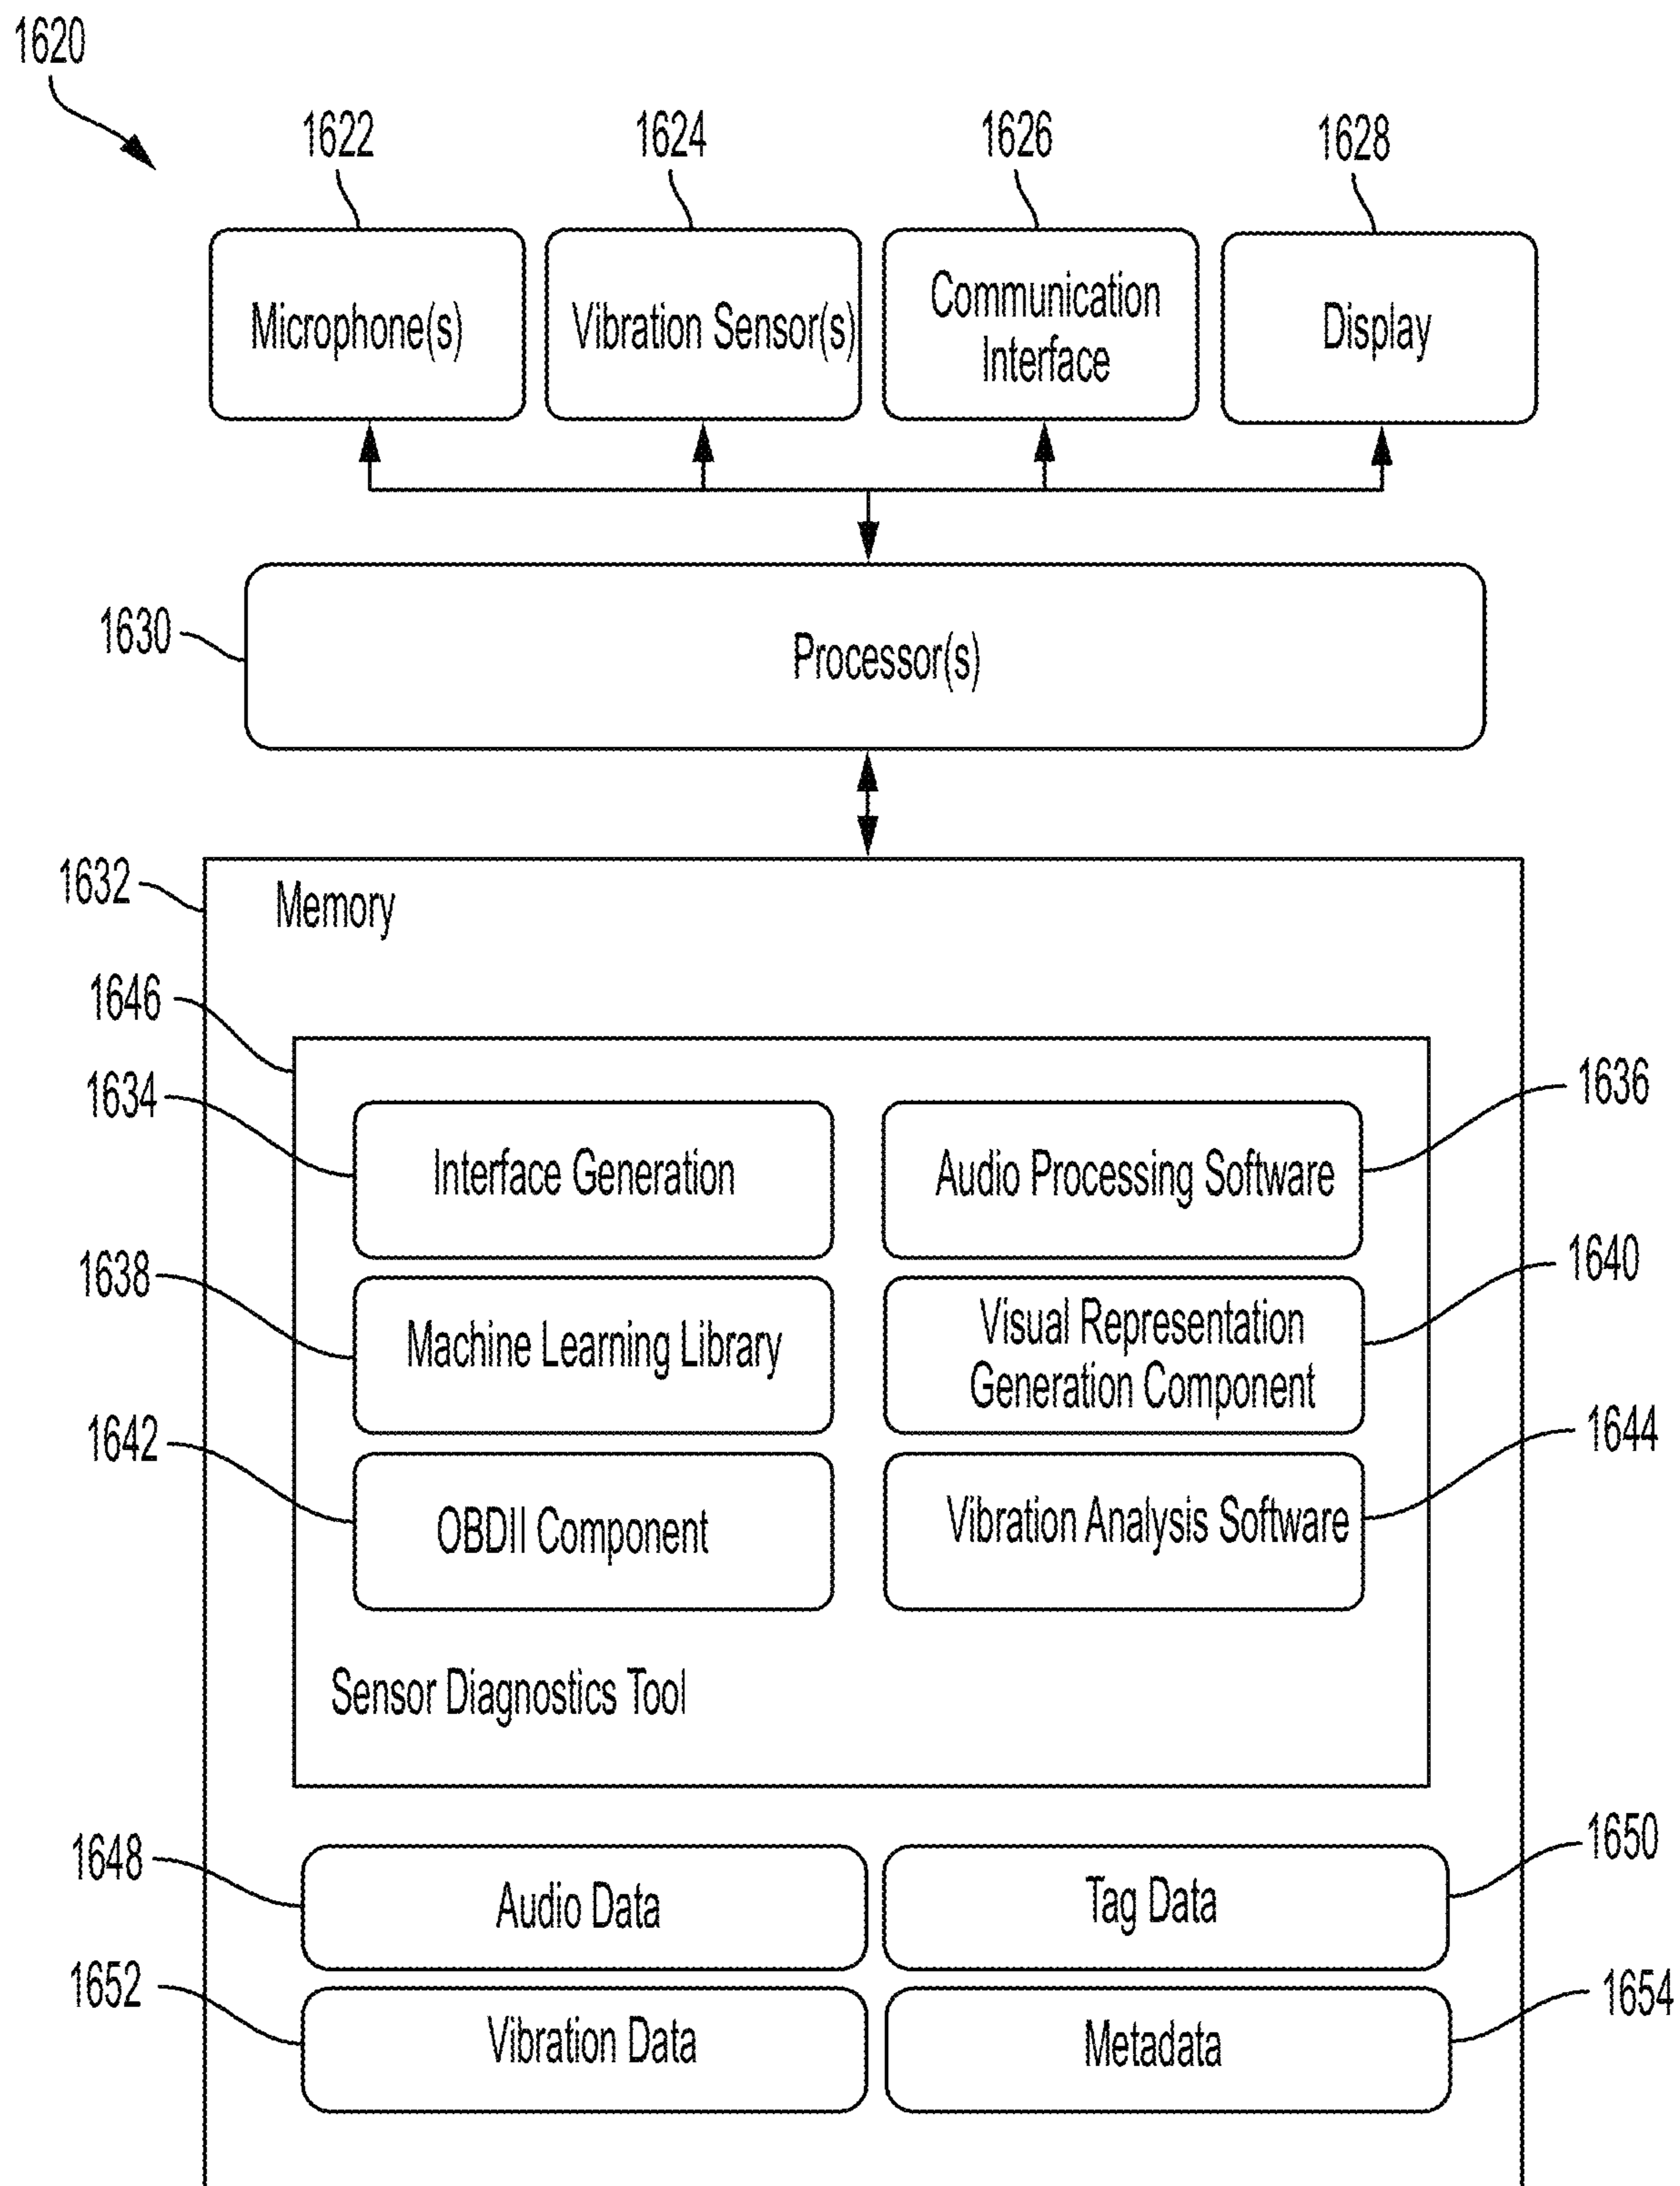 1620
1622
1624
1626
1628
Microphone(s)
Vibration Sensor(s)
Communication
Interface
Display
1630
Processor(s)
1632
Memory
1646
1634
Interface Generation
Audio Processing Software
1636
1638
Machine Learning Library
Visual Representation
Generation Component
1640
1642
OBDII Component
Vibration Analysis Software
1644
Sensor Diagnostics Tool
1648
Audio Data
Tag Data
1650
1652
Vibration Data
Metadata
1654